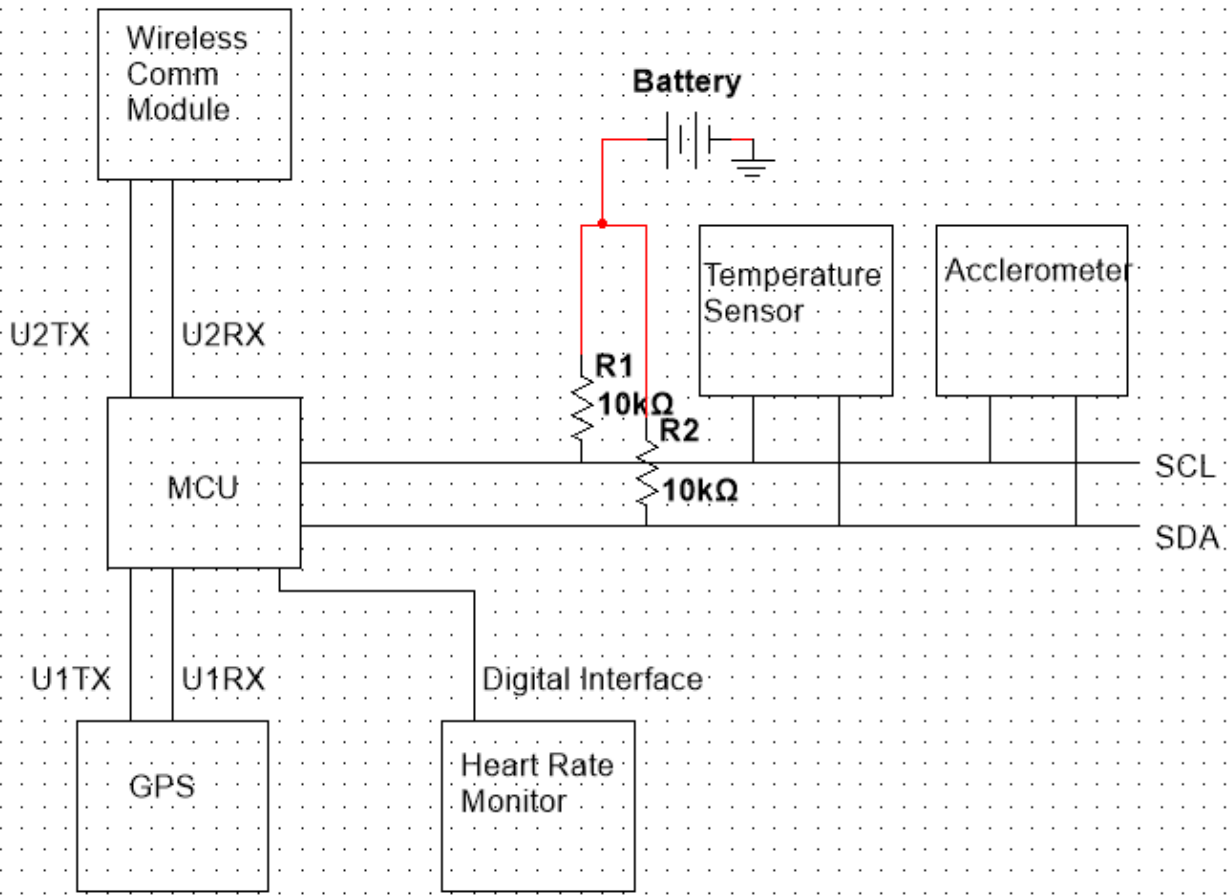 Wireless
Comm
Module
Battery
Temperature
Sensor
Acclerometer
U2TX
U2RX
R1
10kΩ
R2
10kΩ
MCU
SCL
SDA
U1TX
U1RX
Digital Interface
GPS
Heart Rate
Monitor